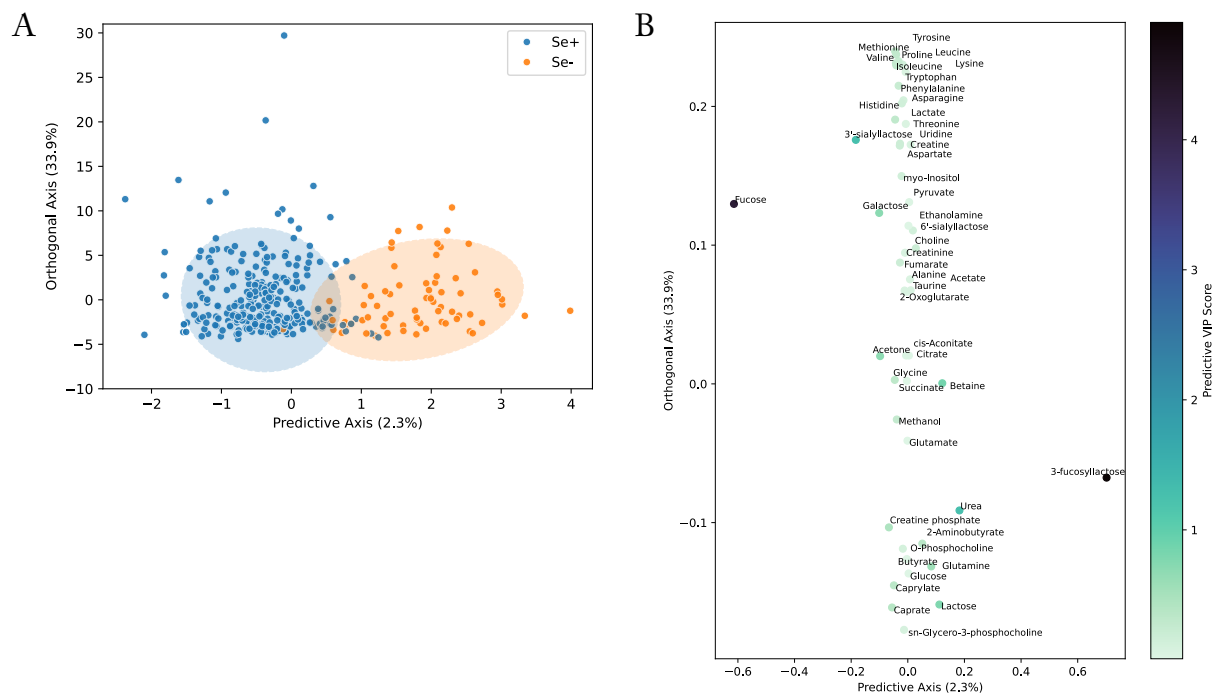 A
30
25
20
15
10
5
0
−5
−10
Orthogonal Axis (33.9%)
Se+
Se-
−2 −1 0 1 2 3 4
Predictive Axis (2.3%)
B
0.2
0.1
0.0
−0.1
Orthogonal Axis (33.9%)
Tyrosine
Methionine
Proline
Leucine
Valine
Lysine
Isoleucine
Tryptophan
Phenylalanine
Asparagine
Histidine
Lactate
Threonine
3'-sialyllactose
Uridine
Creatine
Aspartate
myo-Inositol
Pyruvate
Fucose
Galactose
Ethanolamine
6'-sialyllactose
Choline
Creatinine
Fumarate
Alanine
Acetate
Taurine
2-Oxoglutarate
cis-Aconitate
Acetone
Citrate
Glycine
Succinate
Betaine
Methanol
Glutamate
3-fucosyllactose
Urea
Creatine phosphate
2-Aminobutyrate
O-Phosphocholine
Butyrate
Glutamine
Glucose
Caprylate
Caprate
Lactose
sn-Glycero-3-phosphocholine
−0.6 −0.4 −0.2 0.0 0.2 0.4 0.6
Predictive Axis (2.3%)
4
3
2
1
Predictive VIP Score